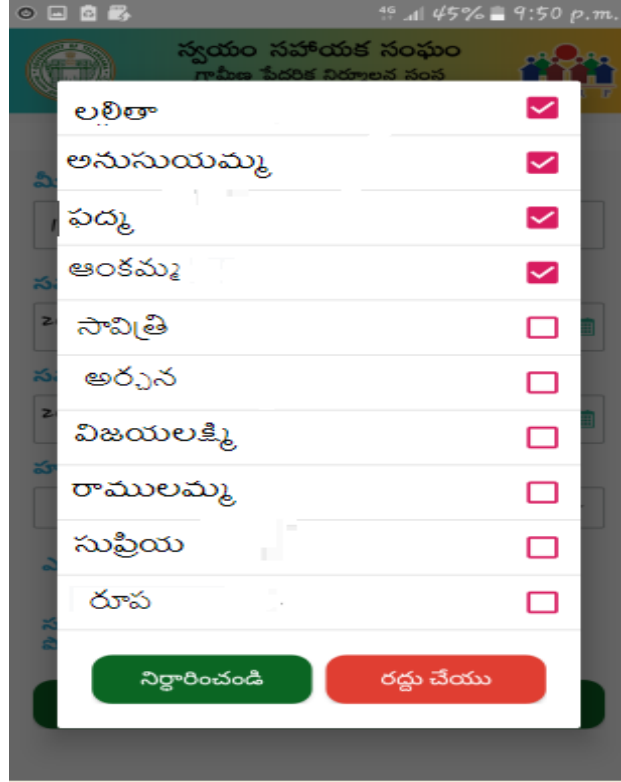 4G 45% 9:50 p.m.
స్వయం సహాయక సంఘం
గ్రామీణ పేదరిక నిర్మూలన సంస
లలితా
అనుసుయమ్మ
పద్మ
ఆంకమ్మ
సావిత్రి
అర్చన
విజయలక్ష్మి
రాములమ్మ
సుప్రియ
రూప
నిర్ధారించండి రద్దు చేయు